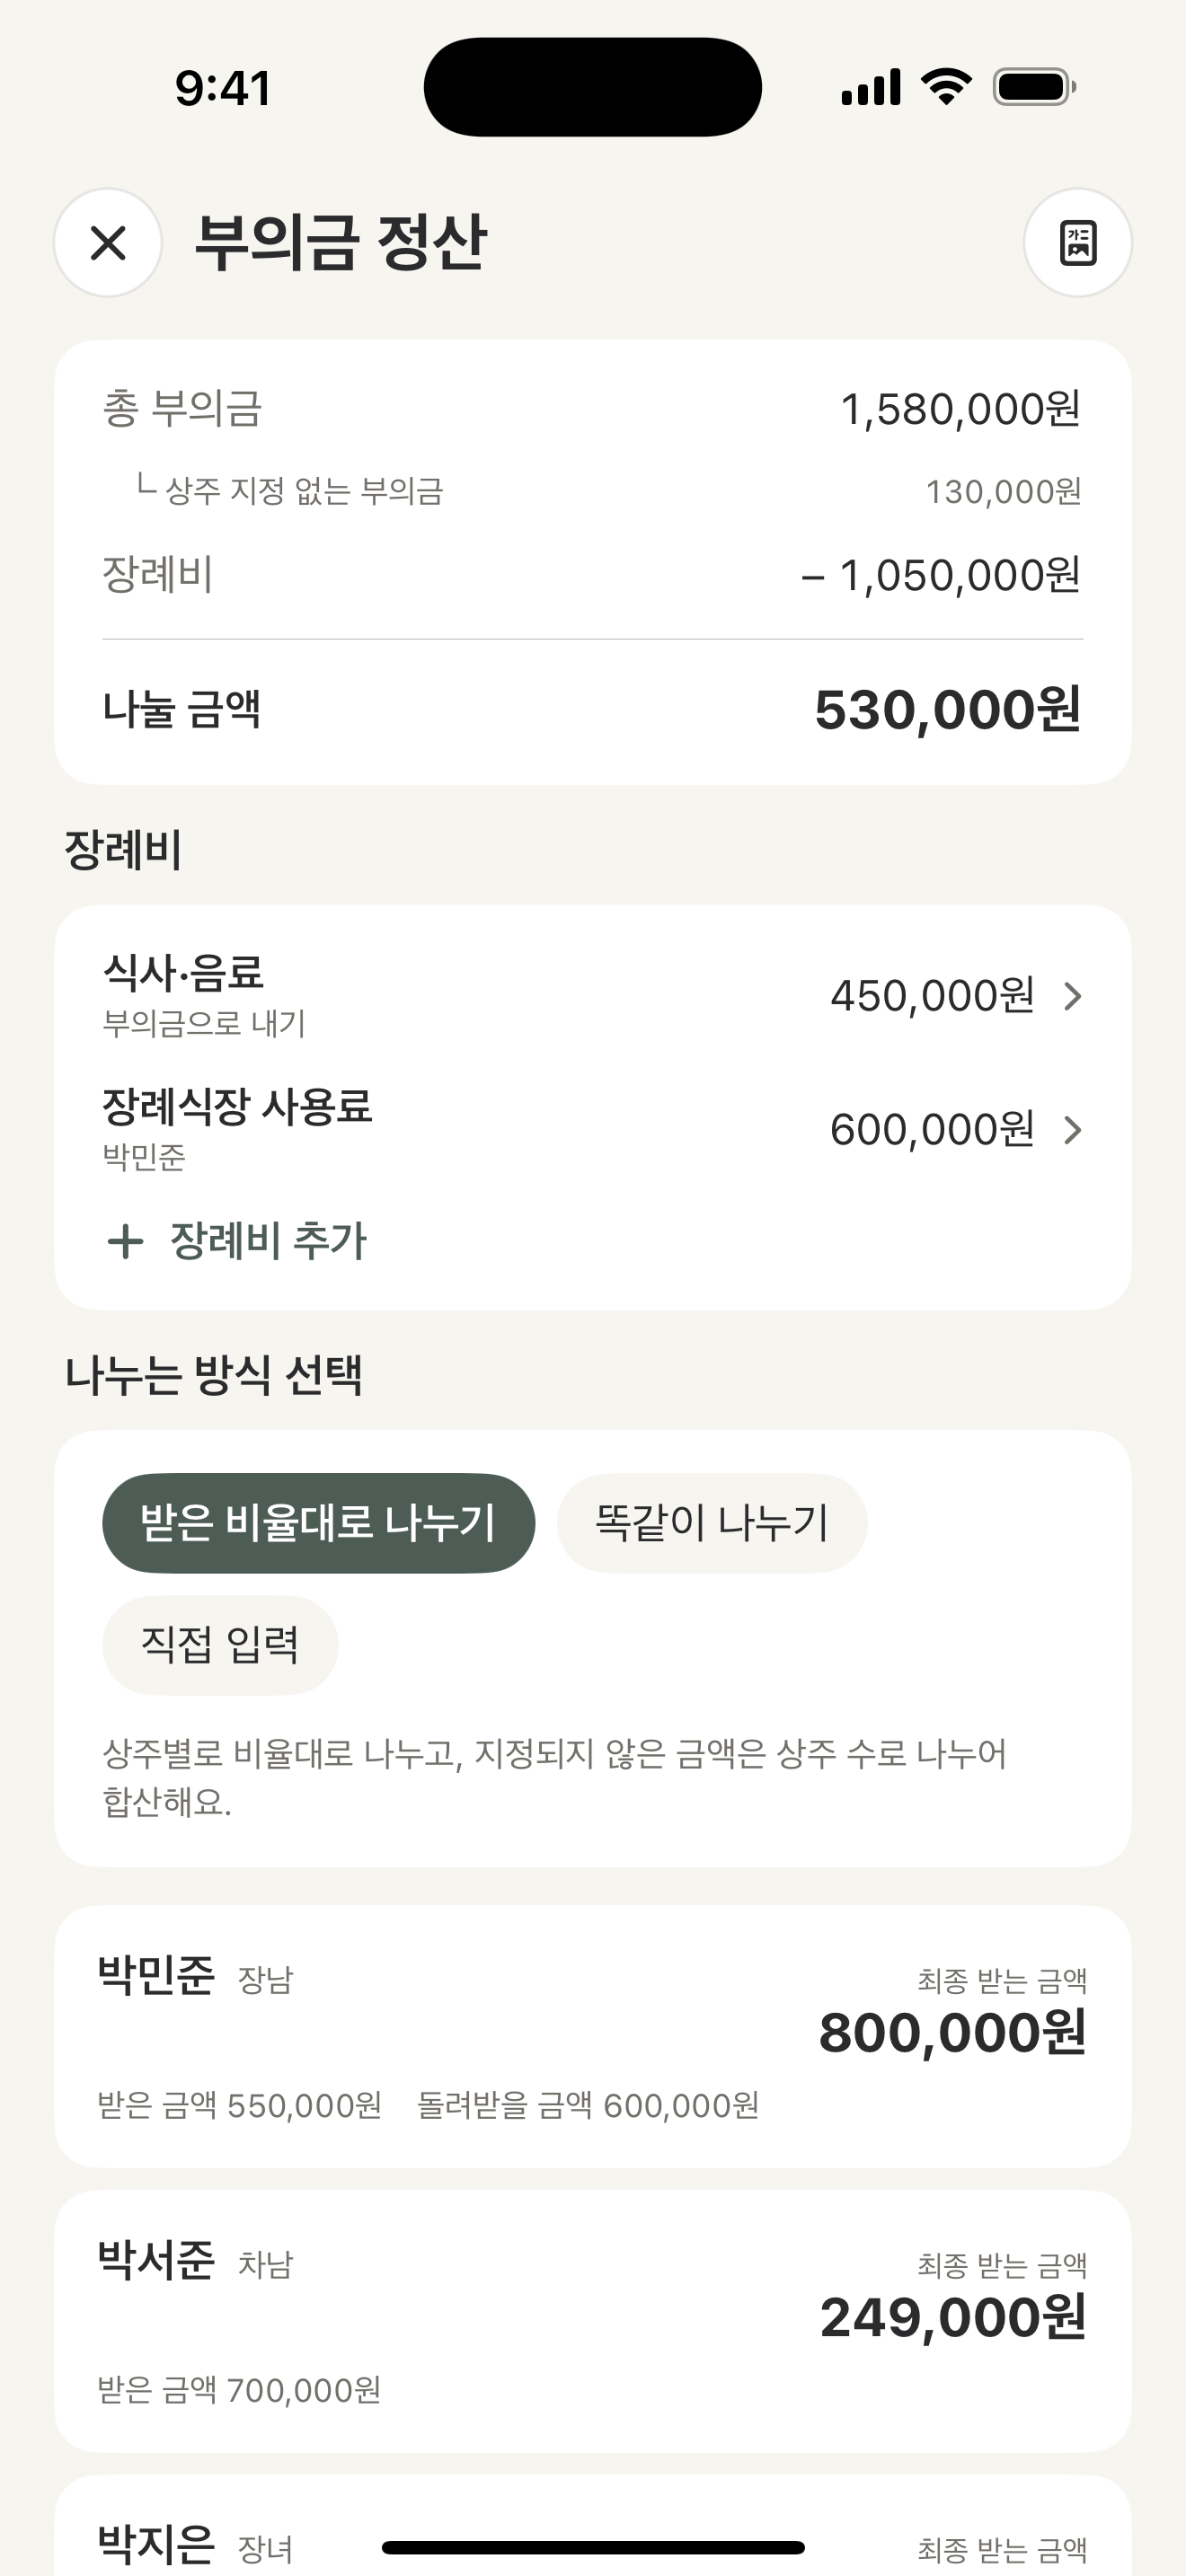 9:41
부의금 정산
총 부의금 1,580,000원
└ 상주 지정 없는 부의금 130,000원
장례비 – 1,050,000원
나눌 금액 530,000원
장례비
식사·음료
부의금으로 내기
450,000원
장례식장 사용료
박민준
600,000원
+ 장례비 추가
나누는 방식 선택
받은 비율대로 나누기 똑같이 나누기
직접 입력
상주별로 비율대로 나누고, 지정되지 않은 금액은 상주 수로 나누어
합산해요.
박민준 장남 최종 받는 금액
800,000원
받은 금액 550,000원 돌려받을 금액 600,000원
박서준 차남 최종 받는 금액
249,000원
받은 금액 700,000원
박지은 장녀 최종 받는 금액